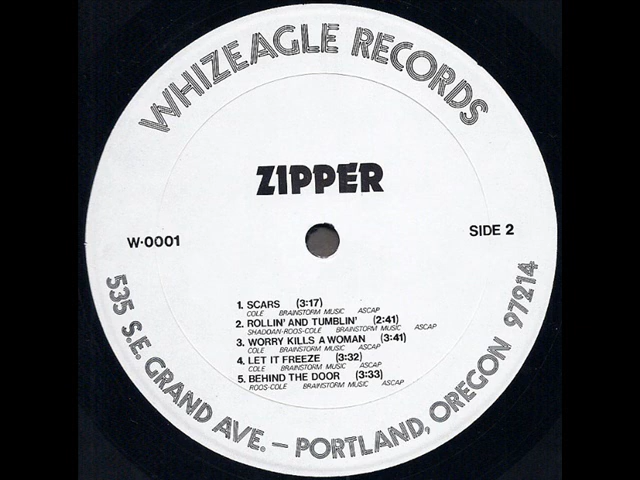 WHIZEAGLE RECORDS
ZIPPER
W-0001
SIDE 2
1. SCARS (3:17)
COLE BRAINSTORM MUSIC ASCAP
2. ROLLIN' AND TUMBLIN' (2:41)
SHADOAN-ROOS-COLE BRAINSTORM MUSIC ASCAP
3. WORRY KILLS A WOMAN (3:41)
COLE BRAINSTORM MUSIC ASCAP
4. LET IT FREEZE (3:32)
COLE BRAINSTORM MUSIC ASCAP
5. BEHIND THE DOOR (3:33)
ROOS-COLE BRAINSTORM MUSIC ASCAP
535 S.E. GRAND AVE. — PORTLAND, OREGON 97214